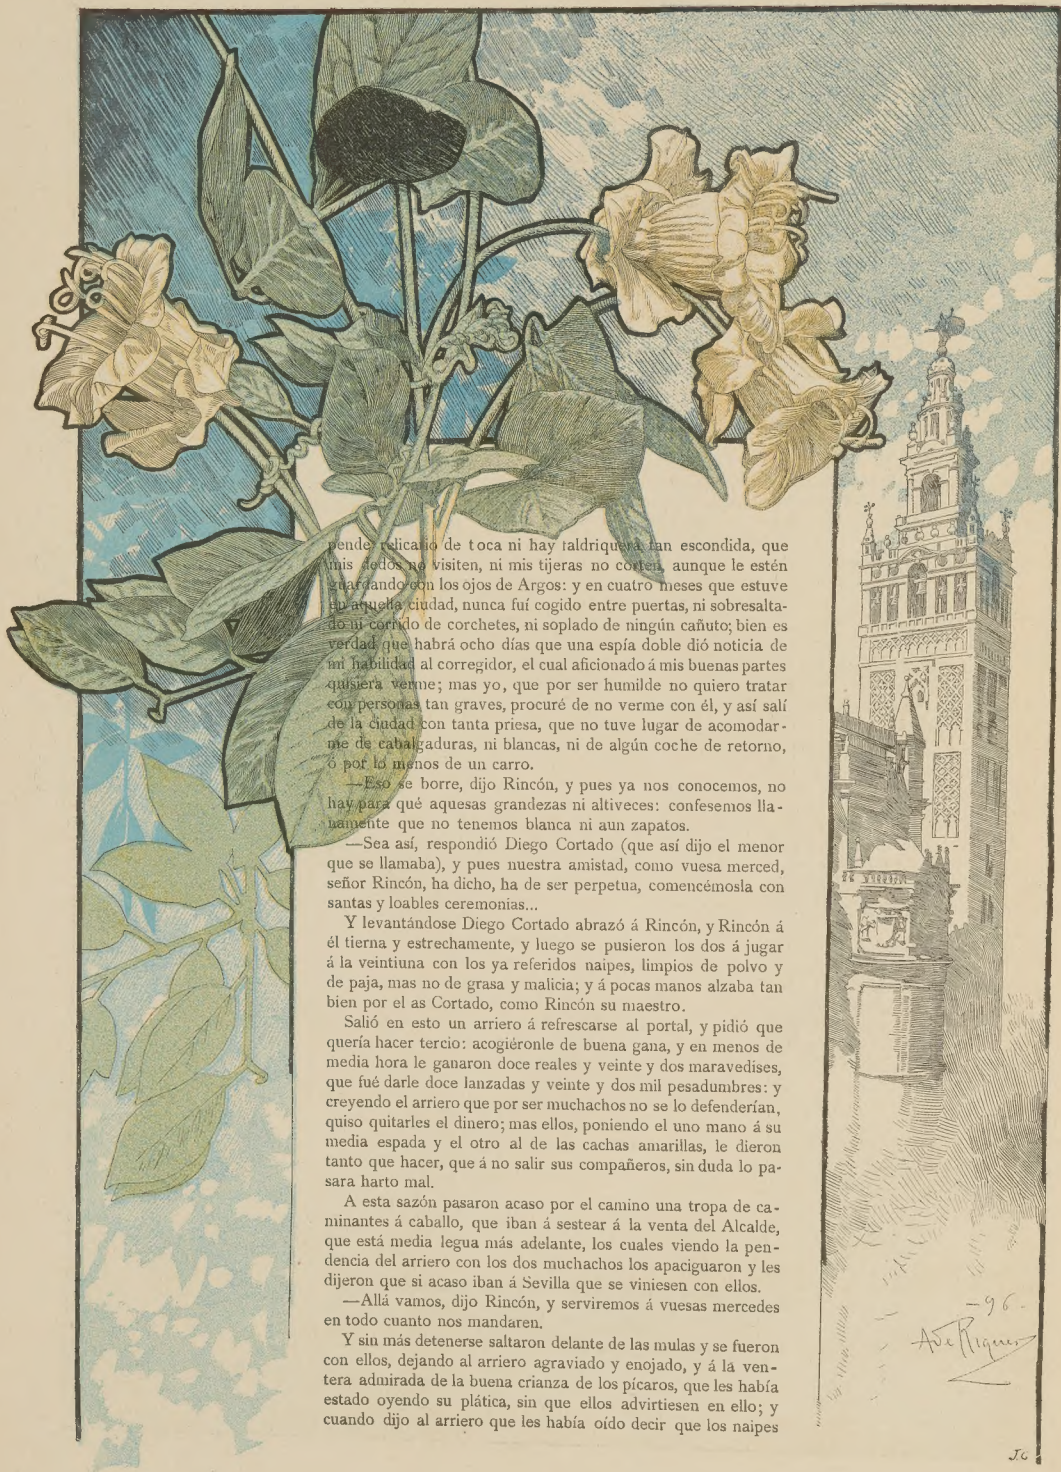 pende relicario de toca ni hay faldriquera tan escondida, que
mis dedos no visiten, ni mis tijeras no corten, aunque le estén
guardando con los ojos de Argos: y en cuatro meses que estuve
en aquella ciudad, nunca fuí cogido entre puertas, ni sobresalta-
do ni corrido de corchetes, ni soplado de ningún cañuto; bien es
verdad que habrá ocho días que una espía doble dió noticia de
mi habilidad al corregidor, el cual aficionado á mis buenas partes
quisiera verme; mas yo, que por ser humilde no quiero tratar
con personas tan graves, procuré de no verme con él, y así salí
de la ciudad con tanta priesa, que no tuve lugar de acomodar-
me de cabalgaduras, ni blancas, ni de algún coche de retorno,
ó por lo menos de un carro.
—Eso se borre, dijo Rincón, y pues ya nos conocemos, no
hay para qué aquesas grandezas ni altiveces: confesemos lla-
namente que no tenemos blanca ni aun zapatos.
—Sea así, respondió Diego Cortado (que así dijo el menor
que se llamaba), y pues nuestra amistad, como vuesa merced,
señor Rincón, ha dicho, ha de ser perpetua, comencémosla con
santas y loables ceremonias...
Y levantándose Diego Cortado abrazó á Rincón, y Rincón á
él tierna y estrechamente, y luego se pusieron los dos á jugar
á la veintiuna con los ya referidos naipes, limpios de polvo y
de paja, mas no de grasa y malicia; y á pocas manos alzaba tan
bien por el as Cortado, como Rincón su maestro.
Salió en esto un arriero á refrescarse al portal, y pidió que
quería hacer tercio: acogiéronle de buena gana, y en menos de
media hora le ganaron doce reales y veinte y dos maravedises,
que fué darle doce lanzadas y veinte y dos mil pesadumbres: y
creyendo el arriero que por ser muchachos no se lo defenderían,
quiso quitarles el dinero; mas ellos, poniendo el uno mano á su
media espada y el otro al de las cachas amarillas, le dieron
tanto que hacer, que á no salir sus compañeros, sin duda lo pa-
sara harto mal.
A esta sazón pasaron acaso por el camino una tropa de ca-
minantes á caballo, que iban á sestear á la venta del Alcalde,
que está media legua más adelante, los cuales viendo la pen-
dencia del arriero con los dos muchachos los apaciguaron y les
dijeron que si acaso iban á Sevilla que se viniesen con ellos.
—Allá vamos, dijo Rincón, y serviremos á vuesas mercedes
en todo cuanto nos mandaren.
Y sin más detenerse saltaron delante de las mulas y se fueron
con ellos, dejando al arriero agraviado y enojado, y á la ven-
tera admirada de la buena crianza de los pícaros, que les había
estado oyendo su plática, sin que ellos advirtiesen en ello; y
cuando dijo al arriero que les había oído decir que los naipes
—96—
A de Riquer
J.C